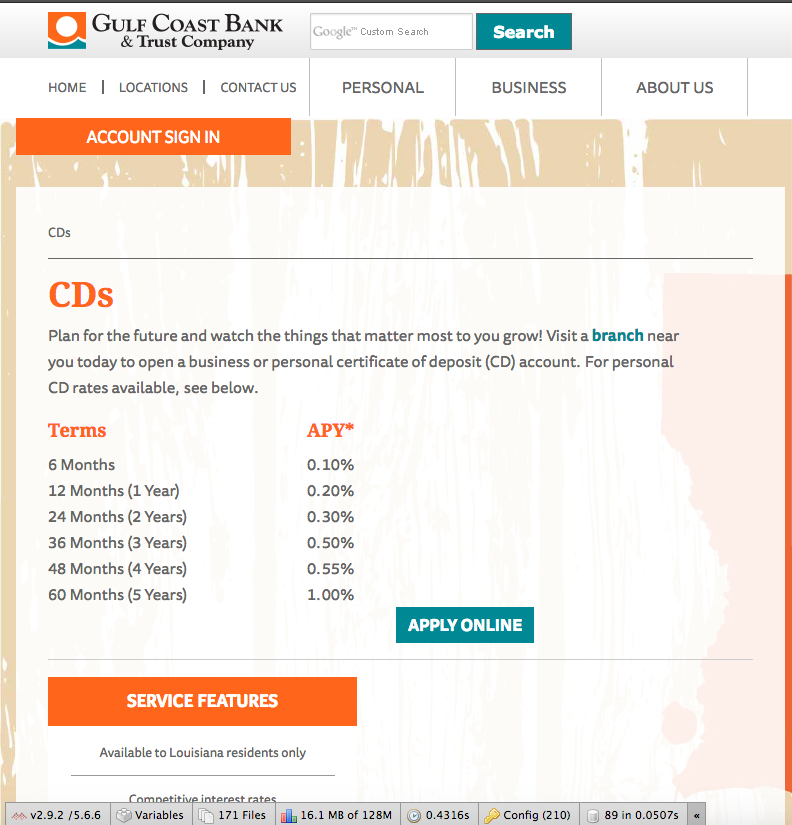 GULF COAST BANK
& TRUST COMPANY
Google™ Custom Search
Search
HOME | LOCATIONS | CONTACT US
PERSONAL
BUSINESS
ABOUT US
ACCOUNT SIGN IN
CDs
CDs
Plan for the future and watch the things that matter most to you grow! Visit a branch near
you today to open a business or personal certificate of deposit (CD) account. For personal
CD rates available, see below.
Terms APY*
6 Months 0.10%
12 Months (1 Year) 0.20%
24 Months (2 Years) 0.30%
36 Months (3 Years) 0.50%
48 Months (4 Years) 0.55%
60 Months (5 Years) 1.00%
APPLY ONLINE
SERVICE FEATURES
Available to Louisiana residents only
Competitive interest rates
v2.9.2 /5.6.6 Variables 171 Files 16.1 MB of 128M 0.4316s Config (210) 89 in 0.0507s «